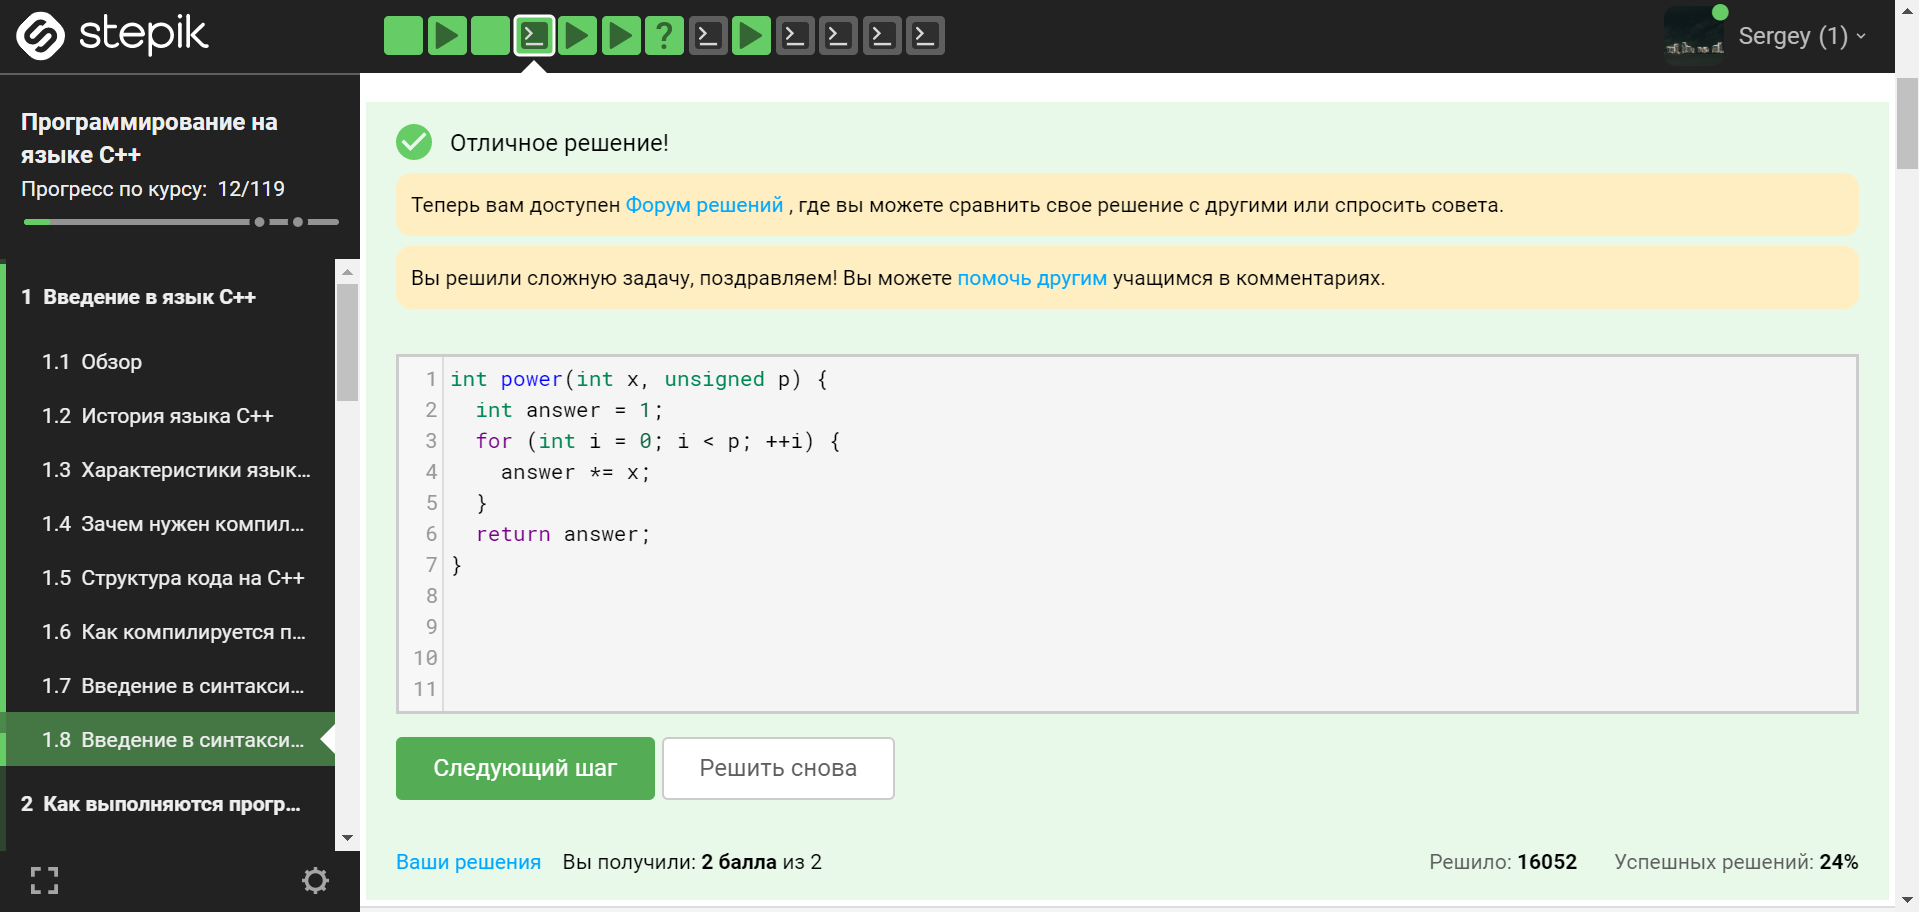 stepik
?
Sergey (1)
Программирование на
языке C++
Прогресс по курсу: 12/119
1 Введение в язык C++
1.1 Обзор
1.2 История языка C++
1.3 Характеристики язык...
1.4 Зачем нужен компил...
1.5 Структура кода на C++
1.6 Как компилируется п...
1.7 Введение в синтакси...
1.8 Введение в синтакси...
2 Как выполняются прогр...
Отличное решение!
Теперь вам доступен Форум решений , где вы можете сравнить свое решение с другими или спросить совета.
Вы решили сложную задачу, поздравляем! Вы можете помочь другим учащимся в комментариях.
1 int power(int x, unsigned p) {
2   int answer = 1;
3   for (int i = 0; i < p; ++i) {
4     answer *= x;
5   }
6   return answer;
7 }
8
9
10
11
Следующий шаг Решить снова
Ваши решения Вы получили: 2 балла из 2 Решило: 16052 Успешных решений: 24%